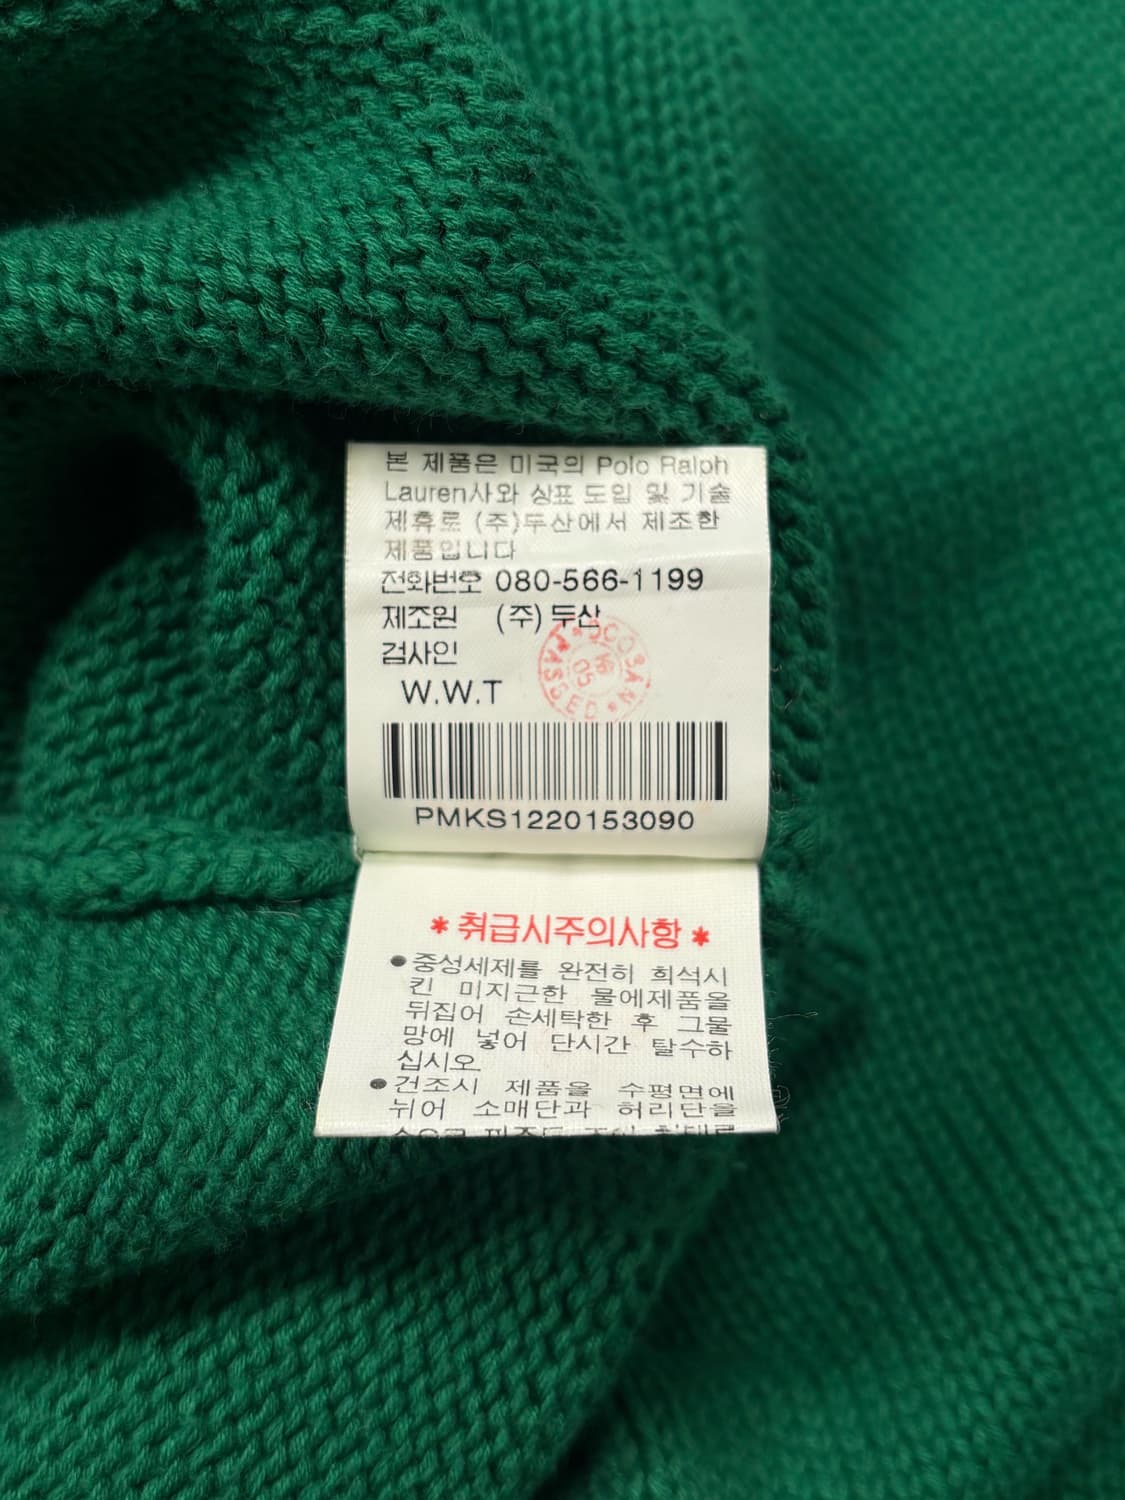 본 제품은 미국의 Polo Ralph
Lauren사와 상표 도입 및 기술
제휴로 (주)두산에서 제조한
제품입니다
전화번호 080-566-1199
제조원 (주)두산
검사인
DOOSAN
PASSED
W.W.T
PMKS1220153090
* 취급시주의사항 *
●중성세제를 완전히 희석시
킨 미지근한 물에제품을
뒤집어 손세탁한 후 그물
망에 넣어 단시간 탈수하
십시오.
●건조시 제품을 수평면에
뉘어 소매단과 허리단을